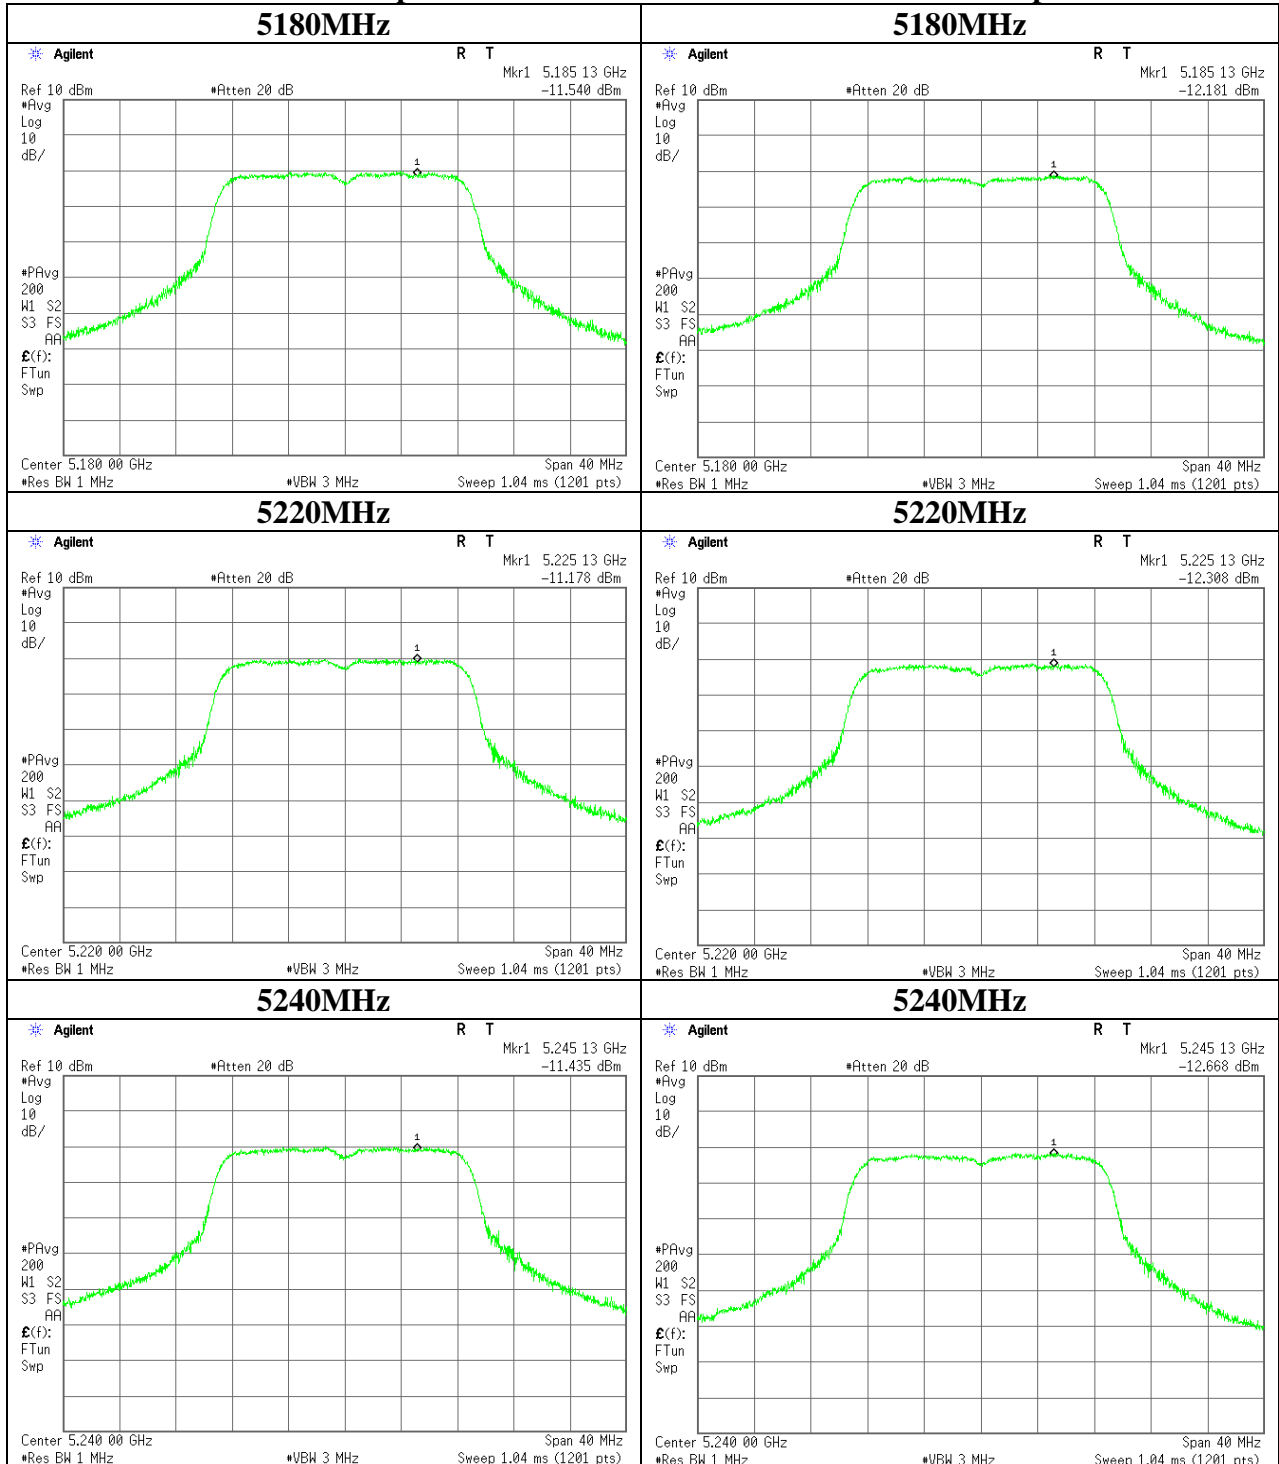 5180MHz
Agilent
R T
Mkr1 5.185 13 GHz
Ref 10 dBm #Atten 20 dB -11.540 dBm
#Avg
Log
10
dB/
1
#PAvg
200
W1 S2
S3 FS
AA
£(f):
FTun
Swp
Center 5.180 00 GHz Span 40 MHz
#Res BW 1 MHz #VBW 3 MHz Sweep 1.04 ms (1201 pts)
5180MHz
Agilent
R T
Mkr1 5.185 13 GHz
Ref 10 dBm #Atten 20 dB -12.181 dBm
#Avg
Log
10
dB/
1
#PAvg
200
W1 S2
S3 FS
AA
£(f):
FTun
Swp
Center 5.180 00 GHz Span 40 MHz
#Res BW 1 MHz #VBW 3 MHz Sweep 1.04 ms (1201 pts)
5220MHz
Agilent
R T
Mkr1 5.225 13 GHz
Ref 10 dBm #Atten 20 dB -11.178 dBm
#Avg
Log
10
dB/
1
#PAvg
200
W1 S2
S3 FS
AA
£(f):
FTun
Swp
Center 5.220 00 GHz Span 40 MHz
#Res BW 1 MHz #VBW 3 MHz Sweep 1.04 ms (1201 pts)
5220MHz
Agilent
R T
Mkr1 5.225 13 GHz
Ref 10 dBm #Atten 20 dB -12.308 dBm
#Avg
Log
10
dB/
1
#PAvg
200
W1 S2
S3 FS
AA
£(f):
FTun
Swp
Center 5.220 00 GHz Span 40 MHz
#Res BW 1 MHz #VBW 3 MHz Sweep 1.04 ms (1201 pts)
5240MHz
Agilent
R T
Mkr1 5.245 13 GHz
Ref 10 dBm #Atten 20 dB -11.435 dBm
#Avg
Log
10
dB/
1
#PAvg
200
W1 S2
S3 FS
AA
£(f):
FTun
Swp
Center 5.240 00 GHz Span 40 MHz
#Res BW 1 MHz #VBW 3 MHz Sweep 1.04 ms (1201 pts)
5240MHz
Agilent
R T
Mkr1 5.245 13 GHz
Ref 10 dBm #Atten 20 dB -12.668 dBm
#Avg
Log
10
dB/
1
#PAvg
200
W1 S2
S3 FS
AA
£(f):
FTun
Swp
Center 5.240 00 GHz Span 40 MHz
#Res BW 1 MHz #VBW 3 MHz Sweep 1.04 ms (1201 pts)